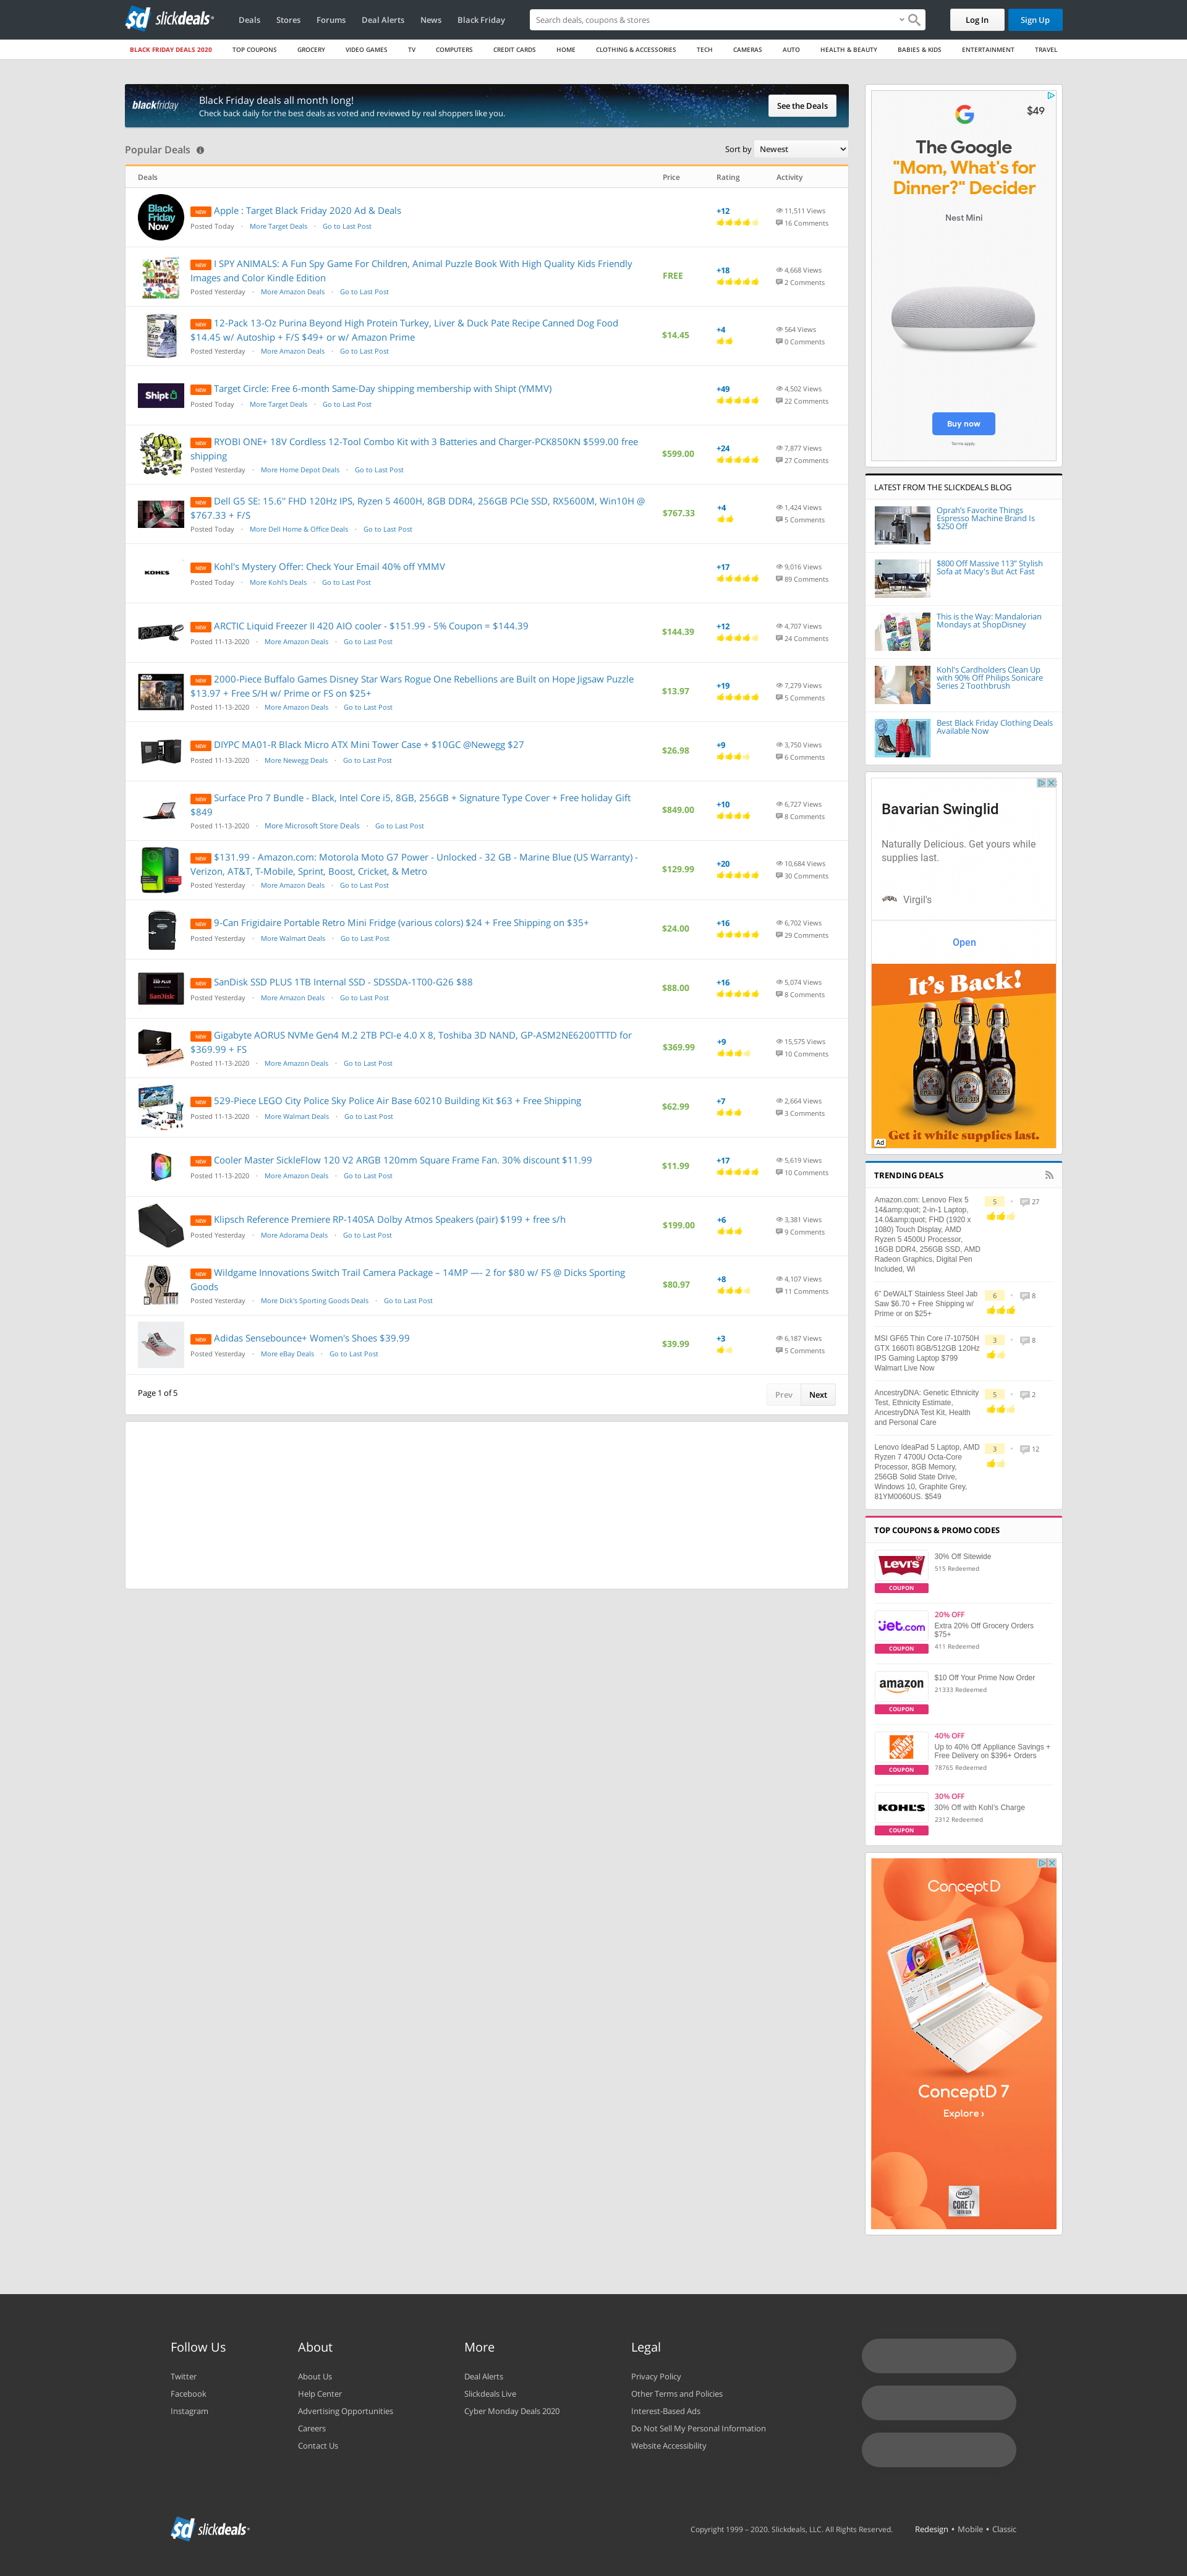 sd slickdeals
Deals Stores Forums Deal Alerts News Black Friday
Search deals, coupons & stores
Log In Sign Up
BLACK FRIDAY DEALS 2020 TOP COUPONS GROCERY VIDEO GAMES TV COMPUTERS CREDIT CARDS HOME CLOTHING & ACCESSORIES TECH CAMERAS AUTO HEALTH & BEAUTY BABIES & KIDS ENTERTAINMENT TRAVEL
blackfriday
Black Friday deals all month long!
Check back daily for the best deals as voted and reviewed by real shoppers like you.
See the Deals
Popular Deals
Sort by Newest
Deals Price Rating Activity
Black Friday Now
NEW Apple : Target Black Friday 2020 Ad & Deals
Posted Today · More Target Deals · Go to Last Post
+12
11,511 Views
16 Comments
NEW I SPY ANIMALS: A Fun Spy Game For Children, Animal Puzzle Book With High Quality Kids Friendly
Images and Color Kindle Edition
Posted Yesterday · More Amazon Deals · Go to Last Post
FREE
+18
4,668 Views
2 Comments
NEW 12-Pack 13-Oz Purina Beyond High Protein Turkey, Liver & Duck Pate Recipe Canned Dog Food
$14.45 w/ Autoship + F/S $49+ or w/ Amazon Prime
Posted Yesterday · More Amazon Deals · Go to Last Post
$14.45
+4
564 Views
0 Comments
Shipt
NEW Target Circle: Free 6-month Same-Day shipping membership with Shipt (YMMV)
Posted Today · More Target Deals · Go to Last Post
+49
4,502 Views
22 Comments
NEW RYOBI ONE+ 18V Cordless 12-Tool Combo Kit with 3 Batteries and Charger-PCK850KN $599.00 free
shipping
Posted Yesterday · More Home Depot Deals · Go to Last Post
$599.00
+24
7,877 Views
27 Comments
NEW Dell G5 SE: 15.6" FHD 120Hz IPS, Ryzen 5 4600H, 8GB DDR4, 256GB PCIe SSD, RX5600M, Win10H @
$767.33 + F/S
Posted Today · More Dell Home & Office Deals · Go to Last Post
$767.33
+4
1,424 Views
5 Comments
KOHL'S
NEW Kohl's Mystery Offer: Check Your Email 40% off YMMV
Posted Today · More Kohl's Deals · Go to Last Post
+17
9,016 Views
89 Comments
NEW ARCTIC Liquid Freezer II 420 AIO cooler - $151.99 - 5% Coupon = $144.39
Posted 11-13-2020 · More Amazon Deals · Go to Last Post
$144.39
+12
4,707 Views
24 Comments
NEW 2000-Piece Buffalo Games Disney Star Wars Rogue One Rebellions are Built on Hope Jigsaw Puzzle
$13.97 + Free S/H w/ Prime or FS on $25+
Posted 11-13-2020 · More Amazon Deals · Go to Last Post
$13.97
+19
7,279 Views
5 Comments
NEW DIYPC MA01-R Black Micro ATX Mini Tower Case + $10GC @Newegg $27
Posted 11-13-2020 · More Newegg Deals · Go to Last Post
$26.98
+9
3,750 Views
6 Comments
NEW Surface Pro 7 Bundle - Black, Intel Core i5, 8GB, 256GB + Signature Type Cover + Free holiday Gift
$849
Posted 11-13-2020 · More Microsoft Store Deals · Go to Last Post
$849.00
+10
6,727 Views
8 Comments
NEW $131.99 - Amazon.com: Motorola Moto G7 Power - Unlocked - 32 GB - Marine Blue (US Warranty) -
Verizon, AT&T, T-Mobile, Sprint, Boost, Cricket, & Metro
Posted Yesterday · More Amazon Deals · Go to Last Post
$129.99
+20
10,684 Views
30 Comments
NEW 9-Can Frigidaire Portable Retro Mini Fridge (various colors) $24 + Free Shipping on $35+
Posted Yesterday · More Walmart Deals · Go to Last Post
$24.00
+16
6,702 Views
29 Comments
SanDisk
NEW SanDisk SSD PLUS 1TB Internal SSD - SDSSDA-1T00-G26 $88
Posted Yesterday · More Amazon Deals · Go to Last Post
$88.00
+16
5,074 Views
8 Comments
NEW Gigabyte AORUS NVMe Gen4 M.2 2TB PCI-e 4.0 X 8, Toshiba 3D NAND, GP-ASM2NE6200TTTD for
$369.99 + FS
Posted 11-13-2020 · More Amazon Deals · Go to Last Post
$369.99
+9
15,575 Views
10 Comments
NEW 529-Piece LEGO City Police Sky Police Air Base 60210 Building Kit $63 + Free Shipping
Posted 11-13-2020 · More Walmart Deals · Go to Last Post
$62.99
+7
2,664 Views
3 Comments
NEW Cooler Master SickleFlow 120 V2 ARGB 120mm Square Frame Fan. 30% discount $11.99
Posted 11-13-2020 · More Amazon Deals · Go to Last Post
$11.99
+17
5,619 Views
10 Comments
NEW Klipsch Reference Premiere RP-140SA Dolby Atmos Speakers (pair) $199 + free s/h
Posted Yesterday · More Adorama Deals · Go to Last Post
$199.00
+6
3,381 Views
9 Comments
NEW Wildgame Innovations Switch Trail Camera Package – 14MP —- 2 for $80 w/ FS @ Dicks Sporting
Goods
Posted Yesterday · More Dick's Sporting Goods Deals · Go to Last Post
$80.97
+8
4,107 Views
11 Comments
NEW Adidas Sensebounce+ Women's Shoes $39.99
Posted Yesterday · More eBay Deals · Go to Last Post
$39.99
+3
6,187 Views
5 Comments
Page 1 of 5
Prev Next
$49
The Google
"Mom, What's for
Dinner?" Decider
Nest Mini
Buy now
Terms apply.
LATEST FROM THE SLICKDEALS BLOG
Oprah's Favorite Things
Espresso Machine Brand Is
$250 Off
$800 Off Massive 113" Stylish
Sofa at Macy's But Act Fast
This is the Way: Mandalorian
Mondays at ShopDisney
Kohl's Cardholders Clean Up
with 90% Off Philips Sonicare
Series 2 Toothbrush
Best Black Friday Clothing Deals
Available Now
Bavarian Swinglid
Naturally Delicious. Get yours while
supplies last.
Virgil's
Open
It's Back!
Get it while supplies last.
Ad
TRENDING DEALS
Amazon.com: Lenovo Flex 5
14&amp;quot; 2-in-1 Laptop,
14.0&amp;quot; FHD (1920 x
1080) Touch Display, AMD
Ryzen 5 4500U Processor,
16GB DDR4, 256GB SSD, AMD
Radeon Graphics, Digital Pen
Included, Wi
5 • 27
6" DeWALT Stainless Steel Jab
Saw $6.70 + Free Shipping w/
Prime or on $25+
6 • 8
MSI GF65 Thin Core i7-10750H
GTX 1660Ti 8GB/512GB 120Hz
IPS Gaming Laptop $799
Walmart Live Now
3 • 8
AncestryDNA: Genetic Ethnicity
Test, Ethnicity Estimate,
AncestryDNA Test Kit, Health
and Personal Care
5 • 2
Lenovo IdeaPad 5 Laptop, AMD
Ryzen 7 4700U Octa-Core
Processor, 8GB Memory,
256GB Solid State Drive,
Windows 10, Graphite Grey,
81YM0060US. $549
3 • 12
TOP COUPONS & PROMO CODES
LEVI'S
COUPON
30% Off Sitewide
515 Redeemed
jet.com
COUPON
20% OFF
Extra 20% Off Grocery Orders
$75+
411 Redeemed
amazon
COUPON
$10 Off Your Prime Now Order
21333 Redeemed
COUPON
40% OFF
Up to 40% Off Appliance Savings +
Free Delivery on $396+ Orders
78765 Redeemed
KOHL'S
COUPON
30% OFF
30% Off with Kohl's Charge
2312 Redeemed
ConceptD
ConceptD 7
Explore ›
intel
CORE i7
10TH GEN
Follow Us
Twitter
Facebook
Instagram
About
About Us
Help Center
Advertising Opportunities
Careers
Contact Us
More
Deal Alerts
Slickdeals Live
Cyber Monday Deals 2020
Legal
Privacy Policy
Other Terms and Policies
Interest-Based Ads
Do Not Sell My Personal Information
Website Accessibility
sd slickdeals
Copyright 1999 – 2020. Slickdeals, LLC. All Rights Reserved.
Redesign • Mobile • Classic